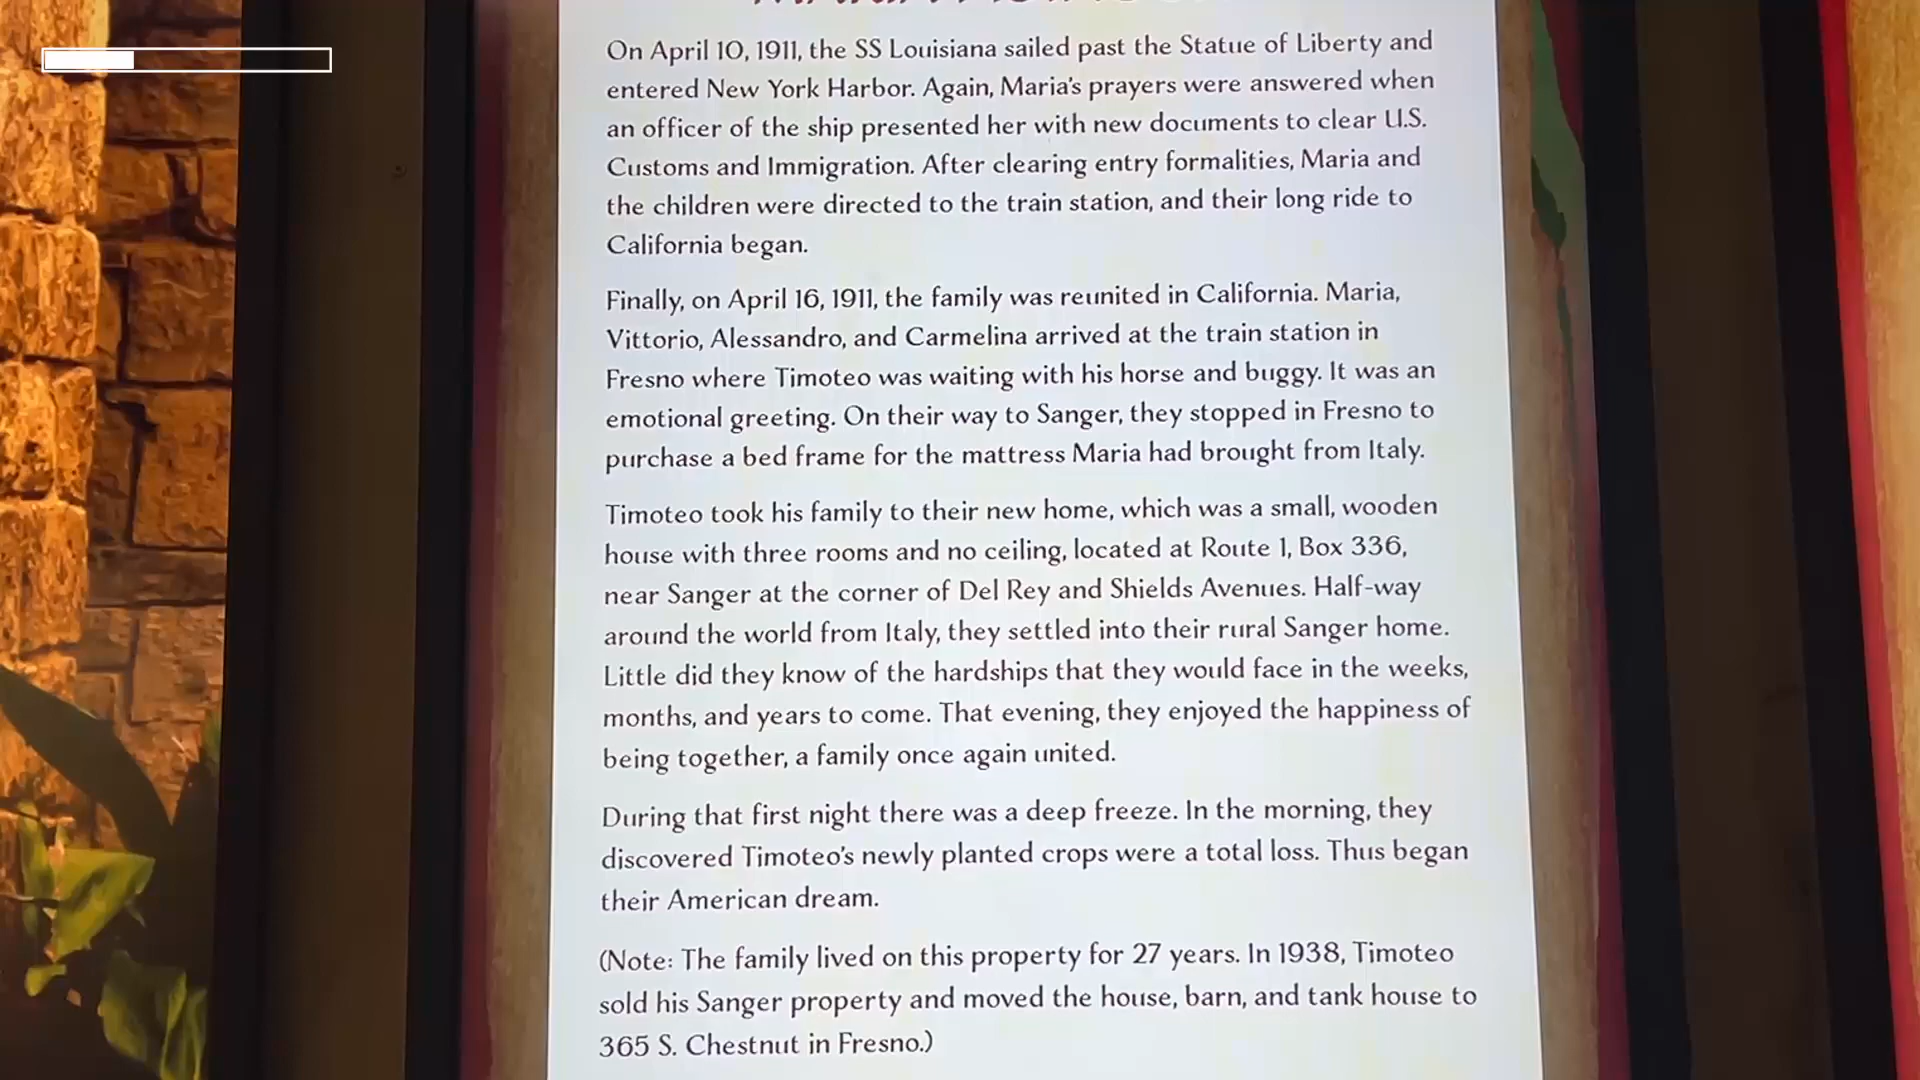 On April 10, 1911, the SS Louisiana sailed past the Statue of Liberty and
entered New York Harbor. Again, Maria's prayers were answered when
an officer of the ship presented her with new documents to clear U.S.
Customs and Immigration. After clearing entry formalities, Maria and
the children were directed to the train station, and their long ride to
California began.
Finally, on April 16, 1911, the family was reunited in California. Maria,
Vittorio, Alessandro, and Carmelina arrived at the train station in
Fresno where Timoteo was waiting with his horse and buggy. It was an
emotional greeting. On their way to Sanger, they stopped in Fresno to
purchase a bed frame for the mattress Maria had brought from Italy.
Timoteo took his family to their new home, which was a small, wooden
house with three rooms and no ceiling, located at Route 1, Box 336,
near Sanger at the corner of Del Rey and Shields Avenues. Half-way
around the world from Italy, they settled into their rural Sanger home.
Little did they know of the hardships that they would face in the weeks,
months, and years to come. That evening, they enjoyed the happiness of
being together, a family once again united.
During that first night there was a deep freeze. In the morning, they
discovered Timoteo's newly planted crops were a total loss. Thus began
their American dream.
(Note: The family lived on this property for 27 years. In 1938, Timoteo
sold his Sanger property and moved the house, barn, and tank house to
365 S. Chestnut in Fresno.)